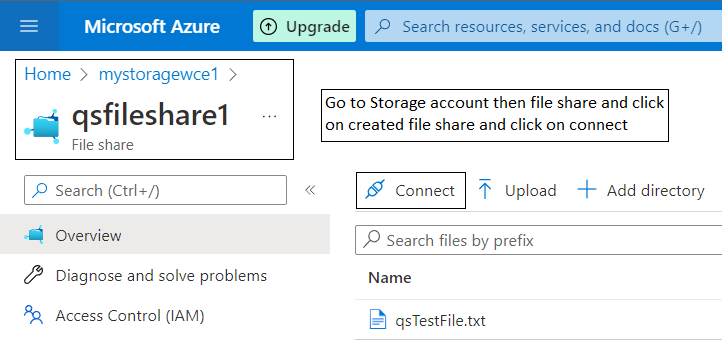 Microsoft Azure
Upgrade
Search resources, services, and docs (G+/)
Home > mystoragewce1 >
qsfileshare1 ...
File share
Go to Storage account then file share and click
on created file share and click on connect
Search (Ctrl+/)
«
Connect
Upload
+ Add directory
Overview
Search files by prefix
Diagnose and solve problems
Name
Access Control (IAM)
qsTestFile.txt